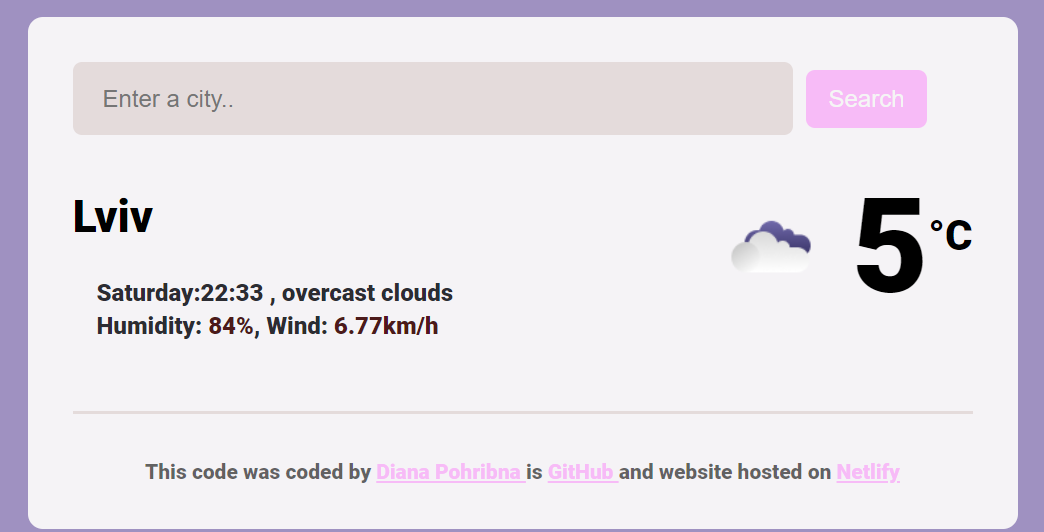 Enter a city..
Search
Lviv
5°C
Saturday:22:33 , overcast clouds
Humidity: 84%, Wind: 6.77km/h
This code was coded by Diana Pohribna is GitHub and website hosted on Netlify